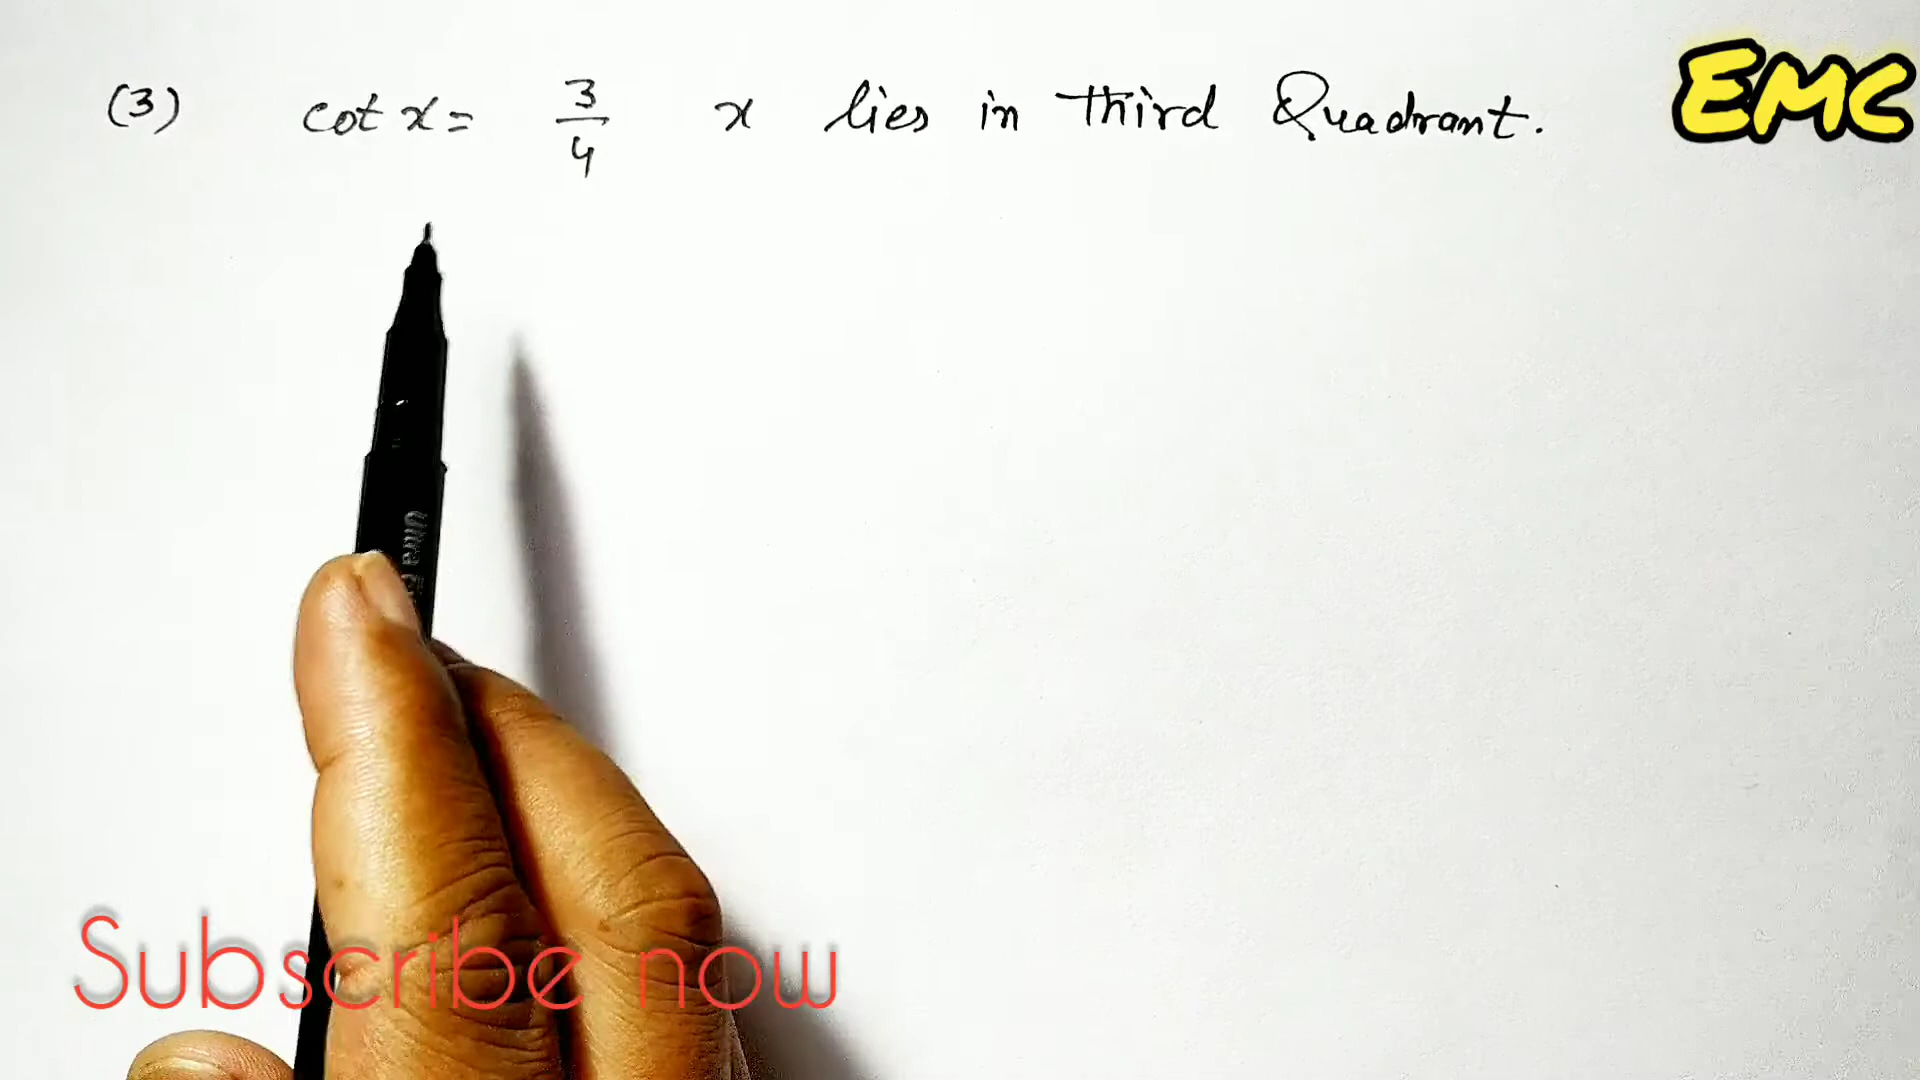 (3) cot x = 3/4 x lies in third Quadrant.
EMC
Subscribe now